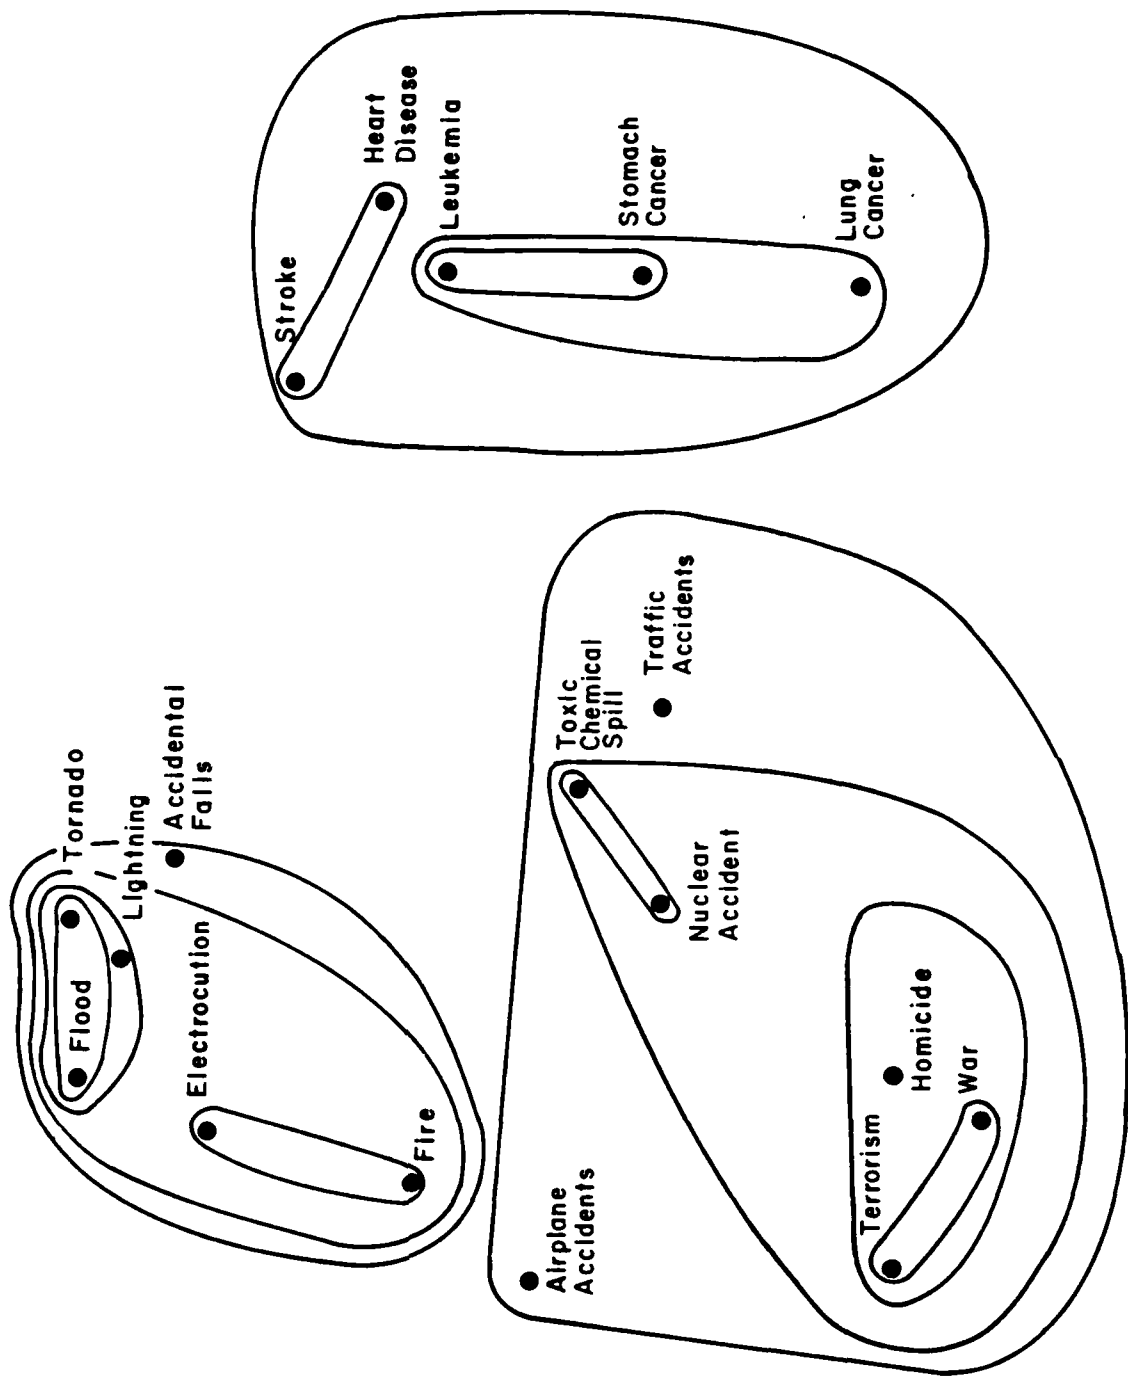 Flood
Tornado
Lightning
Accidental
Falls
Electrocution
Stroke
Heart
Disease
Fire
Leukemia
Airplane
Accidents
Toxic
Chemical
Spill
Stomach
Cancer
Traffic
Accidents
Nuclear
Accident
Lung
Cancer
Terrorism
Homicide
War